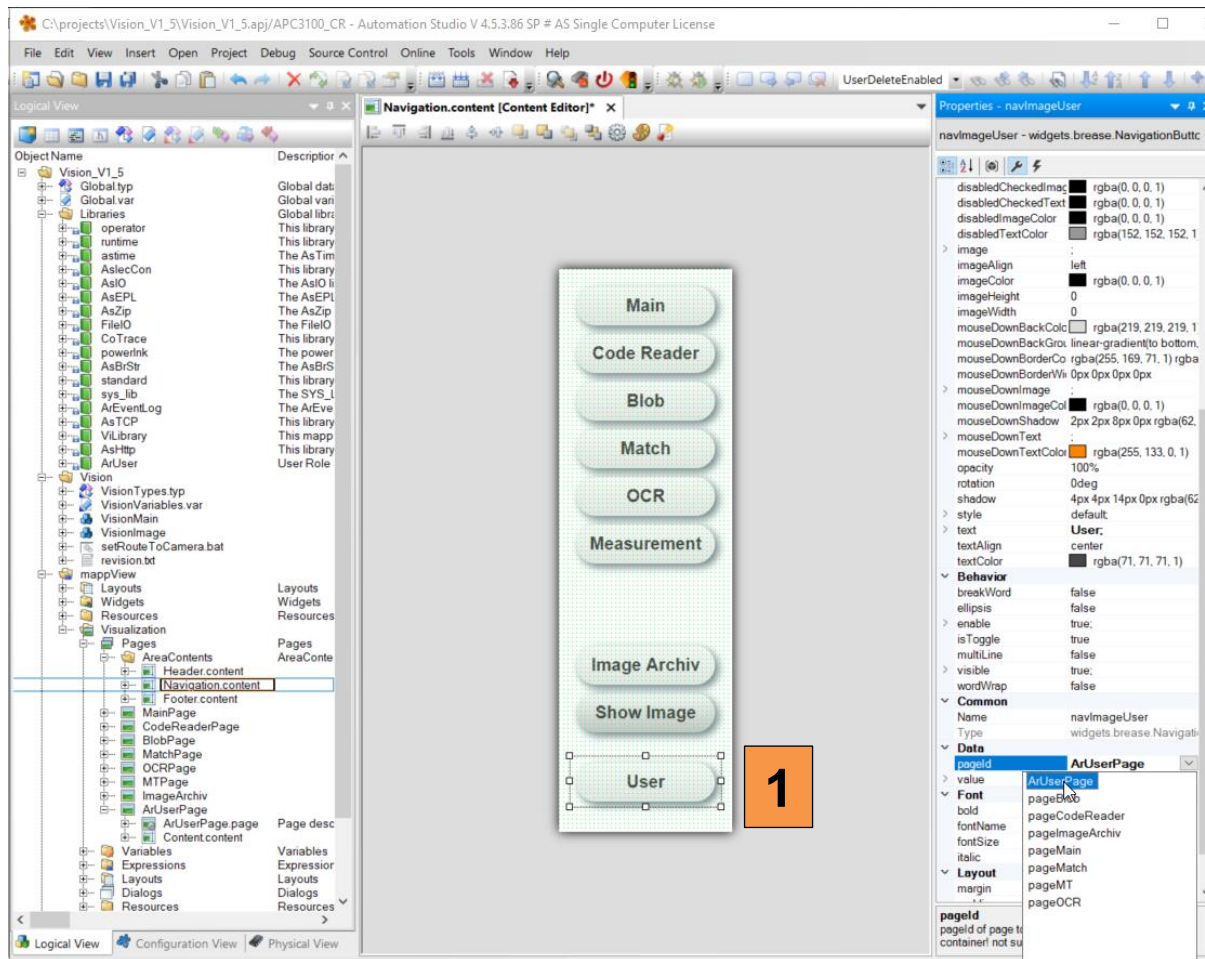 C:\projects\Vision_V1_5\Vision_V1_5.apj/APC3100_CR - Automation Studio V 4.5.3.86 SP # AS Single Computer License
File Edit View Insert Open Project Debug Source Control Online Tools Window Help
UserDeleteEnabled
Logical View
Object Name Description
Vision_V1_5
Global.typ Global data
Global.var Global vari
Libraries Global libra
operator This library
runtime This library
astime The AsTim
AsIecCon This library
AsIO The AsIO li
AsEPL The AsEPL
AsZip The AsZip
FileIO The FileIO
CoTrace This library
powerlnk The power
AsBrStr The AsBrS
standard This library
sys_lib The SYS_L
ArEventLog The ArEve
AsTCP This library
ViLibrary This mapp
AsHttp This library
ArUser User Role
Vision
VisionTypes.typ
VisionVariables.var
VisionMain
VisionImage
setRouteToCamera.bat
revision.txt
mappView
Layouts Layouts
Widgets Widgets
Resources Resources
Visualization
Pages Pages
AreaContents AreaConte
Header.content
Navigation.content
Footer.content
MainPage
CodeReaderPage
BlobPage
MatchPage
OCRPage
MTPage
ImageArchiv
ArUserPage
ArUserPage.page Page desc
Content.content
Variables Variables
Expressions Expression
Layouts Layouts
Dialogs Dialogs
Resources Resources
Logical View Configuration View Physical View
Navigation.content [Content Editor]*
Main
Code Reader
Blob
Match
OCR
Measurement
Image Archiv
Show Image
User
1
Properties - navImageUser
navImageUser - widgets.brease.NavigationButtc
disabledCheckedImag rgba(0, 0, 0, 1)
disabledCheckedText rgba(0, 0, 0, 1)
disabledImageColor rgba(0, 0, 0, 1)
disabledTextColor rgba(152, 152, 152, 1
image ;
imageAlign left
imageColor rgba(0, 0, 0, 1)
imageHeight 0
imageWidth 0
mouseDownBackColc rgba(219, 219, 219, 1
mouseDownBackGrou linear-gradient(to bottom,
mouseDownBorderCo rgba(255, 169, 71, 1) rgba
mouseDownBorderWi 0px 0px 0px 0px
mouseDownImage ;
mouseDownImageCol rgba(0, 0, 0, 1)
mouseDownShadow 2px 2px 8px 0px rgba(62,
mouseDownText ;
mouseDownTextColor rgba(255, 133, 0, 1)
opacity 100%
rotation 0deg
shadow 4px 4px 14px 0px rgba(62
style default;
text User;
textAlign center
textColor rgba(71, 71, 71, 1)
Behavior
breakWord false
ellipsis false
enable true;
isToggle true
multiLine false
visible true;
wordWrap false
Common
Name navImageUser
Type widgets.brease.Navigati
Data
pageId ArUserPage
value ArUserPage
Font pageBlob
bold pageCodeReader
fontName pageImageArchiv
fontSize pageMain
italic pageMatch
Layout pageMT
margin pageOCR
pageId
pageId of page to
container! not su